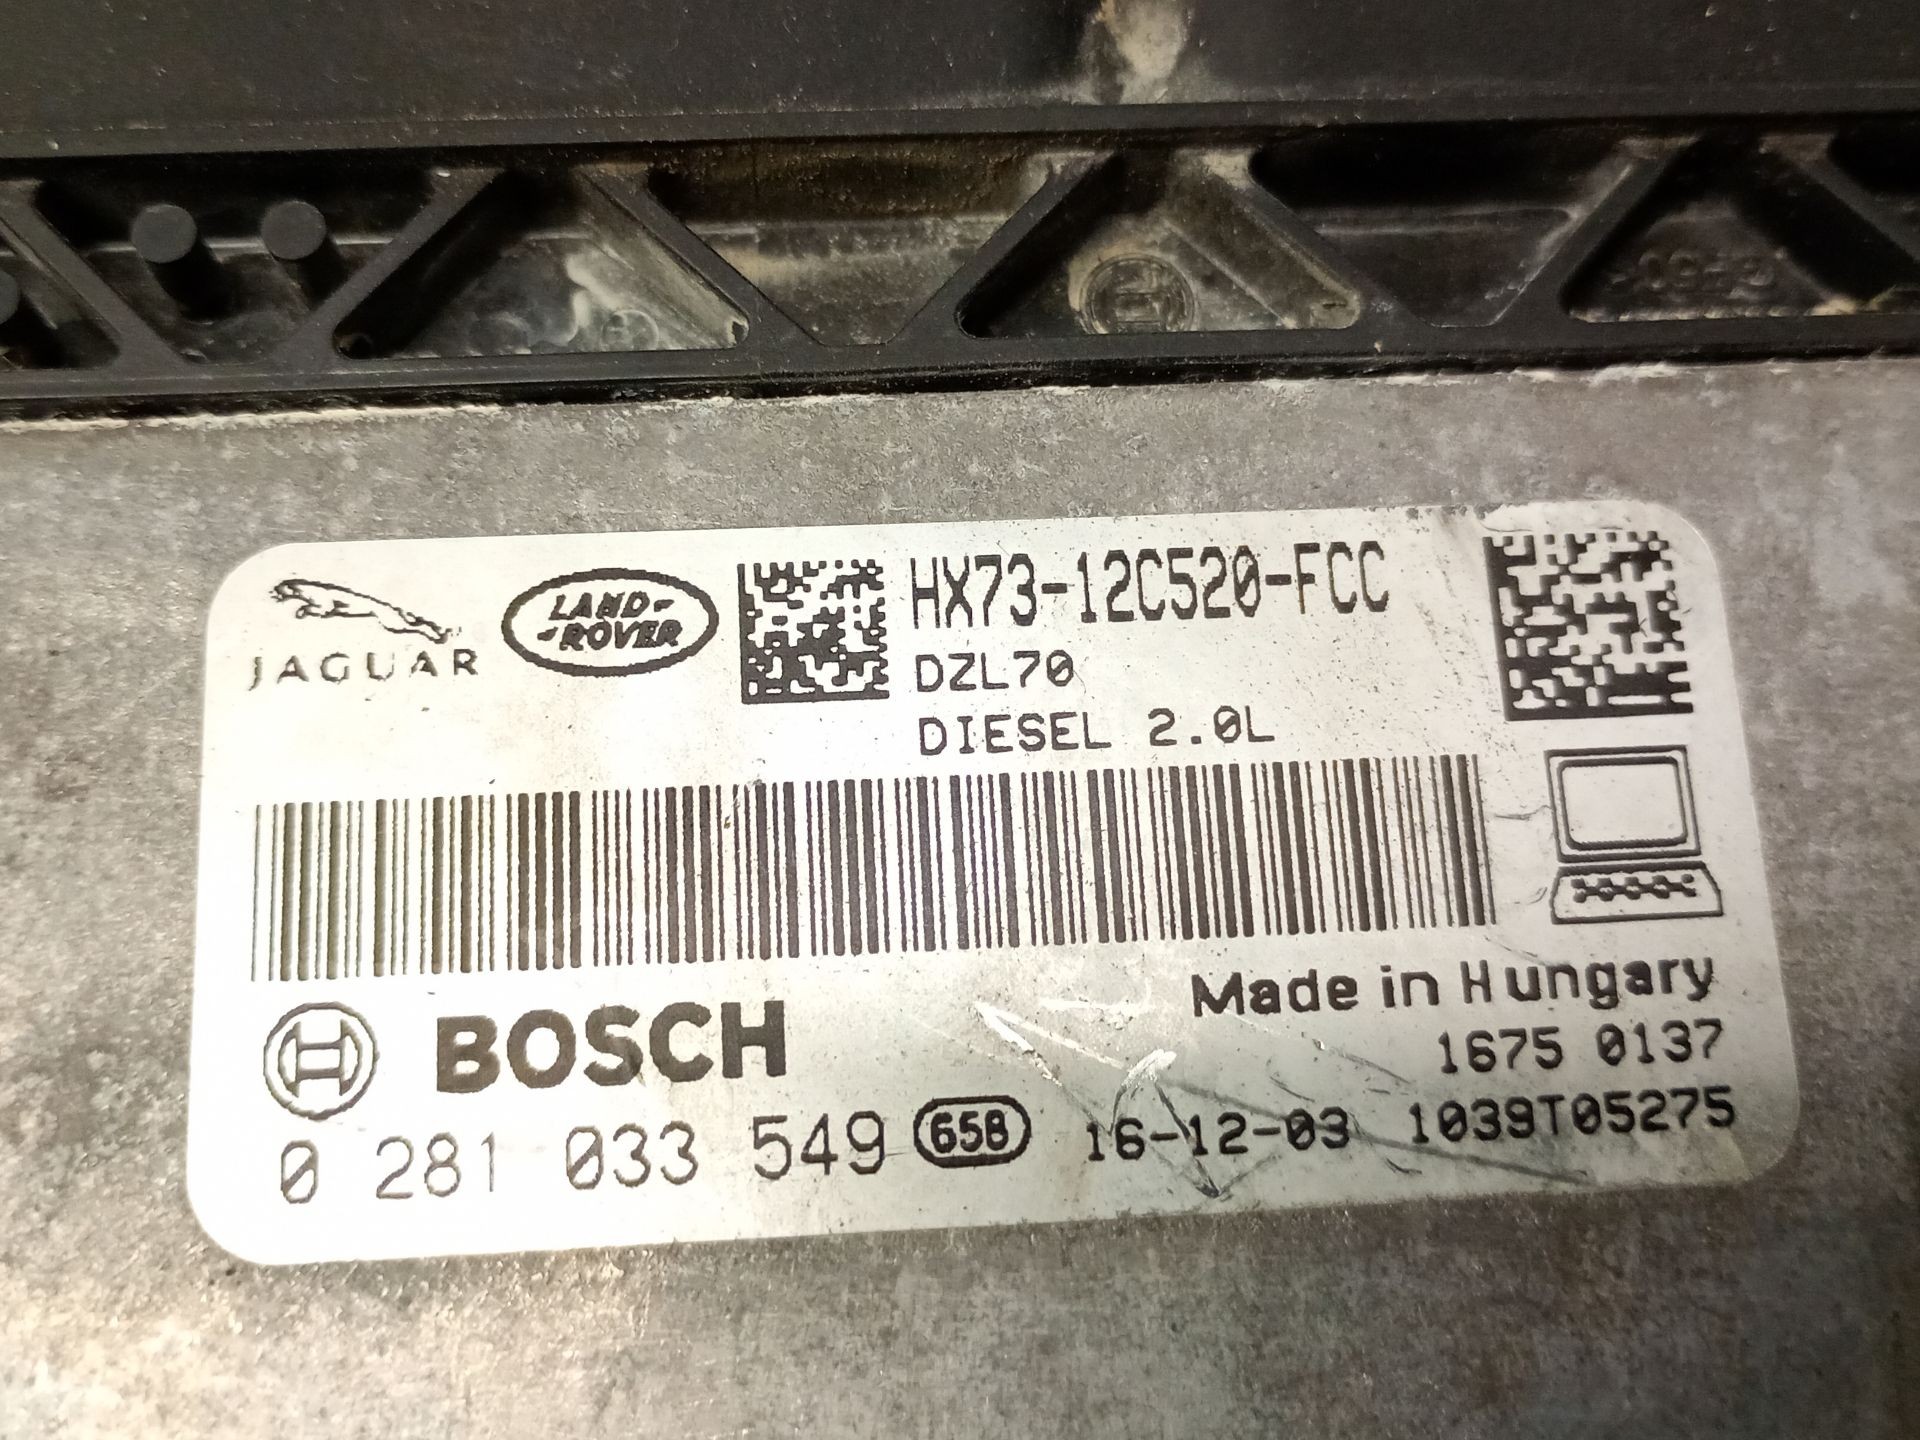 HX73-12C520-FCC
JAGUAR
LAND-
-ROVER
DZL70
DIESEL 2.0L
Made in Hungary
BOSCH
1675 0137
0 281 033 549 658 16-12-03 1039T05275